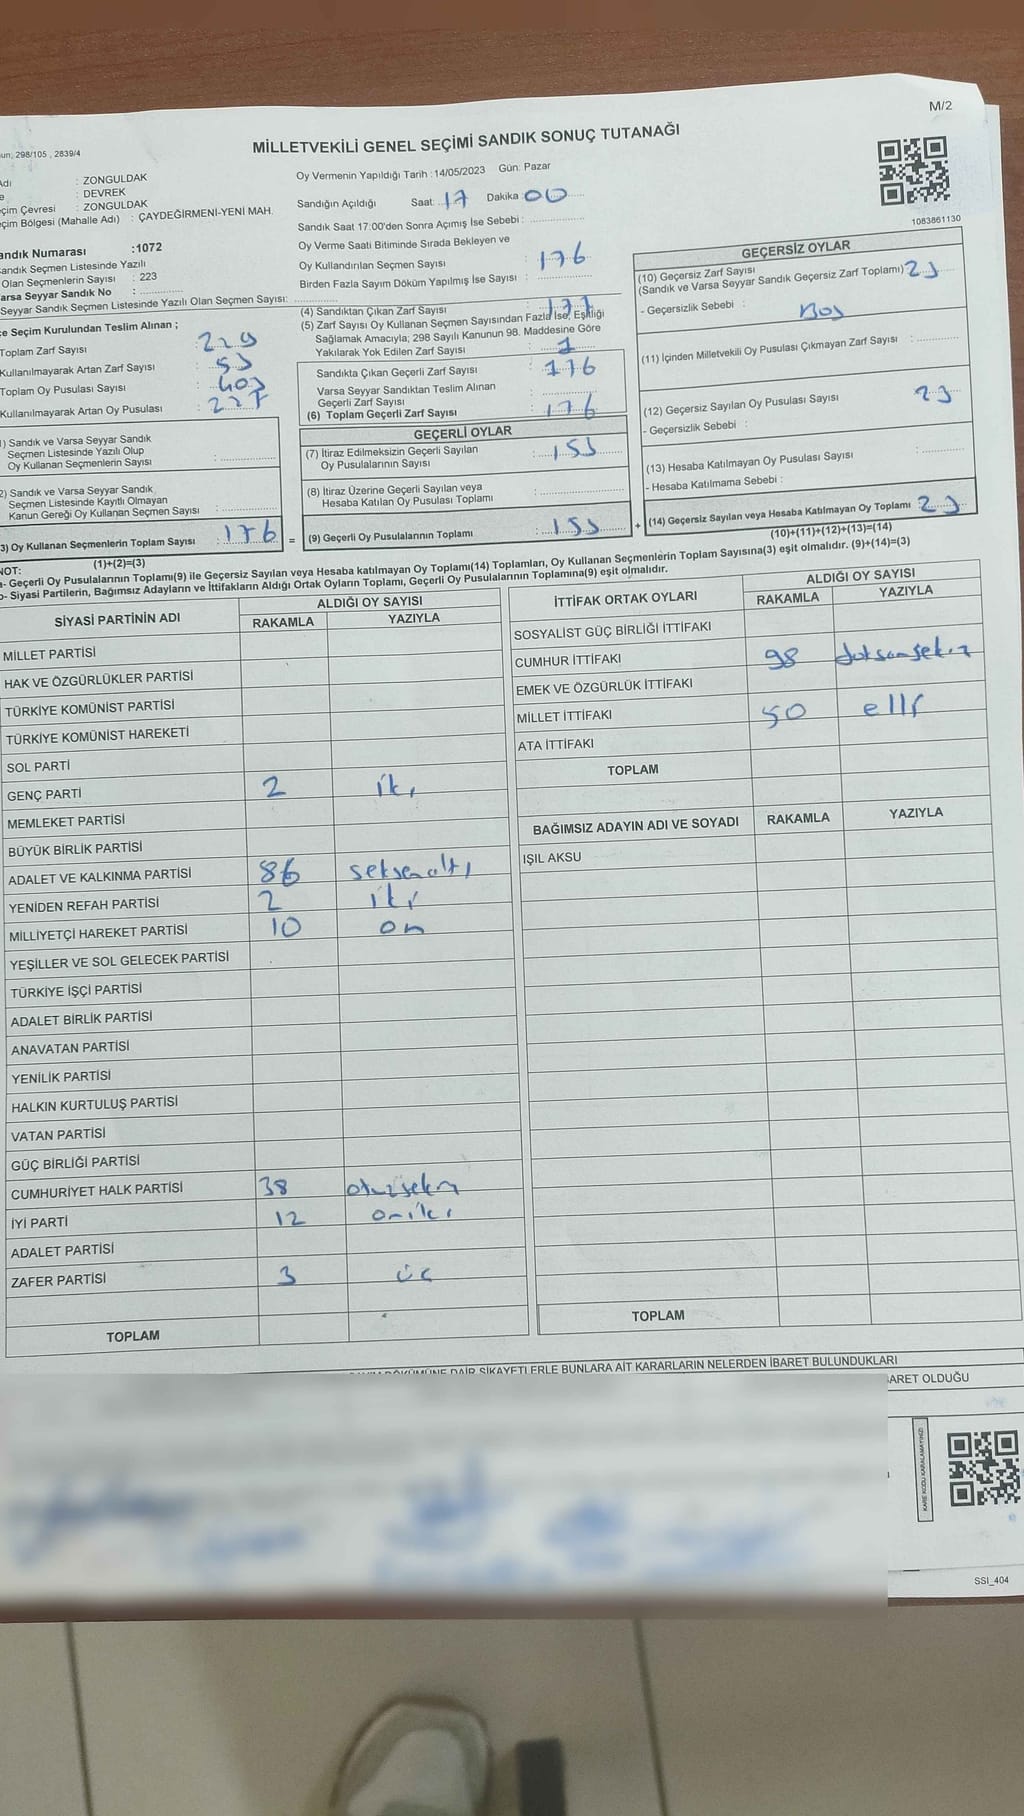 M/2
MİLLETVEKİLİ GENEL SEÇİMİ SANDIK SONUÇ TUTANAĞI
298/105 , 2839/4
: ZONGULDAK
: DEVREK
Çevresi : ZONGULDAK
Bölgesi (Mahalle Adı) : ÇAYDEĞİRMENİ-YENİ MAH.
Numarası :1072
Seçmen Listesinde Yazılı
Olan Seçmenlerin Sayısı : 223
Varsa Seyyar Sandık No :
Seyyar Sandık Seçmen Listesinde Yazılı Olan Seçmen Sayısı:
Seçim Kurulundan Teslim Alınan ;
Toplam Zarf Sayısı :
Kullanılmayarak Artan Zarf Sayısı :
Toplam Oy Pusulası Sayısı :
Kullanılmayarak Artan Oy Pusulası : 227
1) Sandık ve Varsa Seyyar Sandık
Seçmen Listesinde Yazılı Olup
Oy Kullanan Seçmenlerin Sayısı :
2) Sandık ve Varsa Seyyar Sandık
Seçmen Listesinde Kayıtlı Olmayan
Kanun Gereği Oy Kullanan Seçmen Sayısı :
3) Oy Kullanan Seçmenlerin Toplam Sayısı : 176 =
(1)+(2)=(3)
Oy Vermenin Yapıldığı Tarih :14/05/2023 Gün: Pazar
Sandığın Açıldığı Saat: 17 Dakika: 00
Sandık Saat 17:00'den Sonra Açımış İse Sebebi :
Oy Verme Saati Bitiminde Sırada Bekleyen ve
Oy Kullandırılan Seçmen Sayısı : 176
Birden Fazla Sayım Döküm Yapılmış İse Sayısı :
(4) Sandıktan Çıkan Zarf Sayısı : 177
(5) Zarf Sayısı Oy Kullanan Seçmen Sayısından Fazla İse, Eşitliği
Sağlamak Amacıyla; 298 Sayılı Kanunun 98. Maddesine Göre
Yakılarak Yok Edilen Zarf Sayısı : 1
Sandıkta Çıkan Geçerli Zarf Sayısı : 176
Varsa Seyyar Sandıktan Teslim Alınan
Geçerli Zarf Sayısı :
(6) Toplam Geçerli Zarf Sayısı : 176
GEÇERLİ OYLAR
(7) İtiraz Edilmeksizin Geçerli Sayılan
Oy Pusulalarının Sayısı : 153
(8) İtiraz Üzerine Geçerli Sayılan veya
Hesaba Katılan Oy Pusulası Toplamı :
(9) Geçerli Oy Pusulalarının Toplamı : 153 +
1083861130
GEÇERSİZ OYLAR
(10) Geçersiz Zarf Sayısı
(Sandık ve Varsa Seyyar Sandık Geçersiz Zarf Toplamı) : 23
- Geçersizlik Sebebi : Boş
(11) İçinden Milletvekili Oy Pusulası Çıkmayan Zarf Sayısı :
(12) Geçersiz Sayılan Oy Pusulası Sayısı : 23
- Geçersizlik Sebebi :
(13) Hesaba Katılmayan Oy Pusulası Sayısı :
- Hesaba Katılmama Sebebi :
(14) Geçersiz Sayılan veya Hesaba Katılmayan Oy Toplamı : 23
(10)+(11)+(12)+(13)=(14)
NOT:
a- Geçerli Oy Pusulalarının Toplamı(9) ile Geçersiz Sayılan veya Hesaba katılmayan Oy Toplamı(14) Toplamları, Oy Kullanan Seçmenlerin Toplam Sayısına(3) eşit olmalıdır. (9)+(14)=(3)
b- Siyasi Partilerin, Bağımsız Adayların ve İttifakların Aldığı Ortak Oyların Toplamı, Geçerli Oy Pusulalarının Toplamına(9) eşit olmalıdır.
SİYASİ PARTİNİN ADI ALDIĞI OY SAYISI
RAKAMLA YAZIYLA
MİLLET PARTİSİ
HAK VE ÖZGÜRLÜKLER PARTİSİ
TÜRKİYE KOMÜNİST PARTİSİ
TÜRKİYE KOMÜNİST HAREKETİ
SOL PARTİ
GENÇ PARTİ 2 iki
MEMLEKET PARTİSİ
BÜYÜK BİRLİK PARTİSİ
ADALET VE KALKINMA PARTİSİ 86 seksenaltı
YENİDEN REFAH PARTİSİ 2 iki
MİLLİYETÇİ HAREKET PARTİSİ 10 on
YEŞİLLER VE SOL GELECEK PARTİSİ
TÜRKİYE İŞÇİ PARTİSİ
ADALET BİRLİK PARTİSİ
ANAVATAN PARTİSİ
YENİLİK PARTİSİ
HALKIN KURTULUŞ PARTİSİ
VATAN PARTİSİ
GÜÇ BİRLİĞİ PARTİSİ
CUMHURİYET HALK PARTİSİ 38 otuzsekiz
İYİ PARTİ 12 oniki
ADALET PARTİSİ
ZAFER PARTİSİ 3 üç
TOPLAM
İTTİFAK ORTAK OYLARI ALDIĞI OY SAYISI
RAKAMLA YAZIYLA
SOSYALİST GÜÇ BİRLİĞİ İTTİFAKI
CUMHUR İTTİFAKI 98 doksansekiz
EMEK VE ÖZGÜRLÜK İTTİFAKI
MİLLET İTTİFAKI 50 elli
ATA İTTİFAKI
TOPLAM
BAĞIMSIZ ADAYIN ADI VE SOYADI RAKAMLA YAZIYLA
IŞIL AKSU
TOPLAM
DAİR ŞİKAYETLERLE BUNLARA AİT KARARLARIN NELERDEN İBARET BULUNDUKLARI
OLDUĞU
KARE KODU KARALAMAYINIZ!
SSI_404